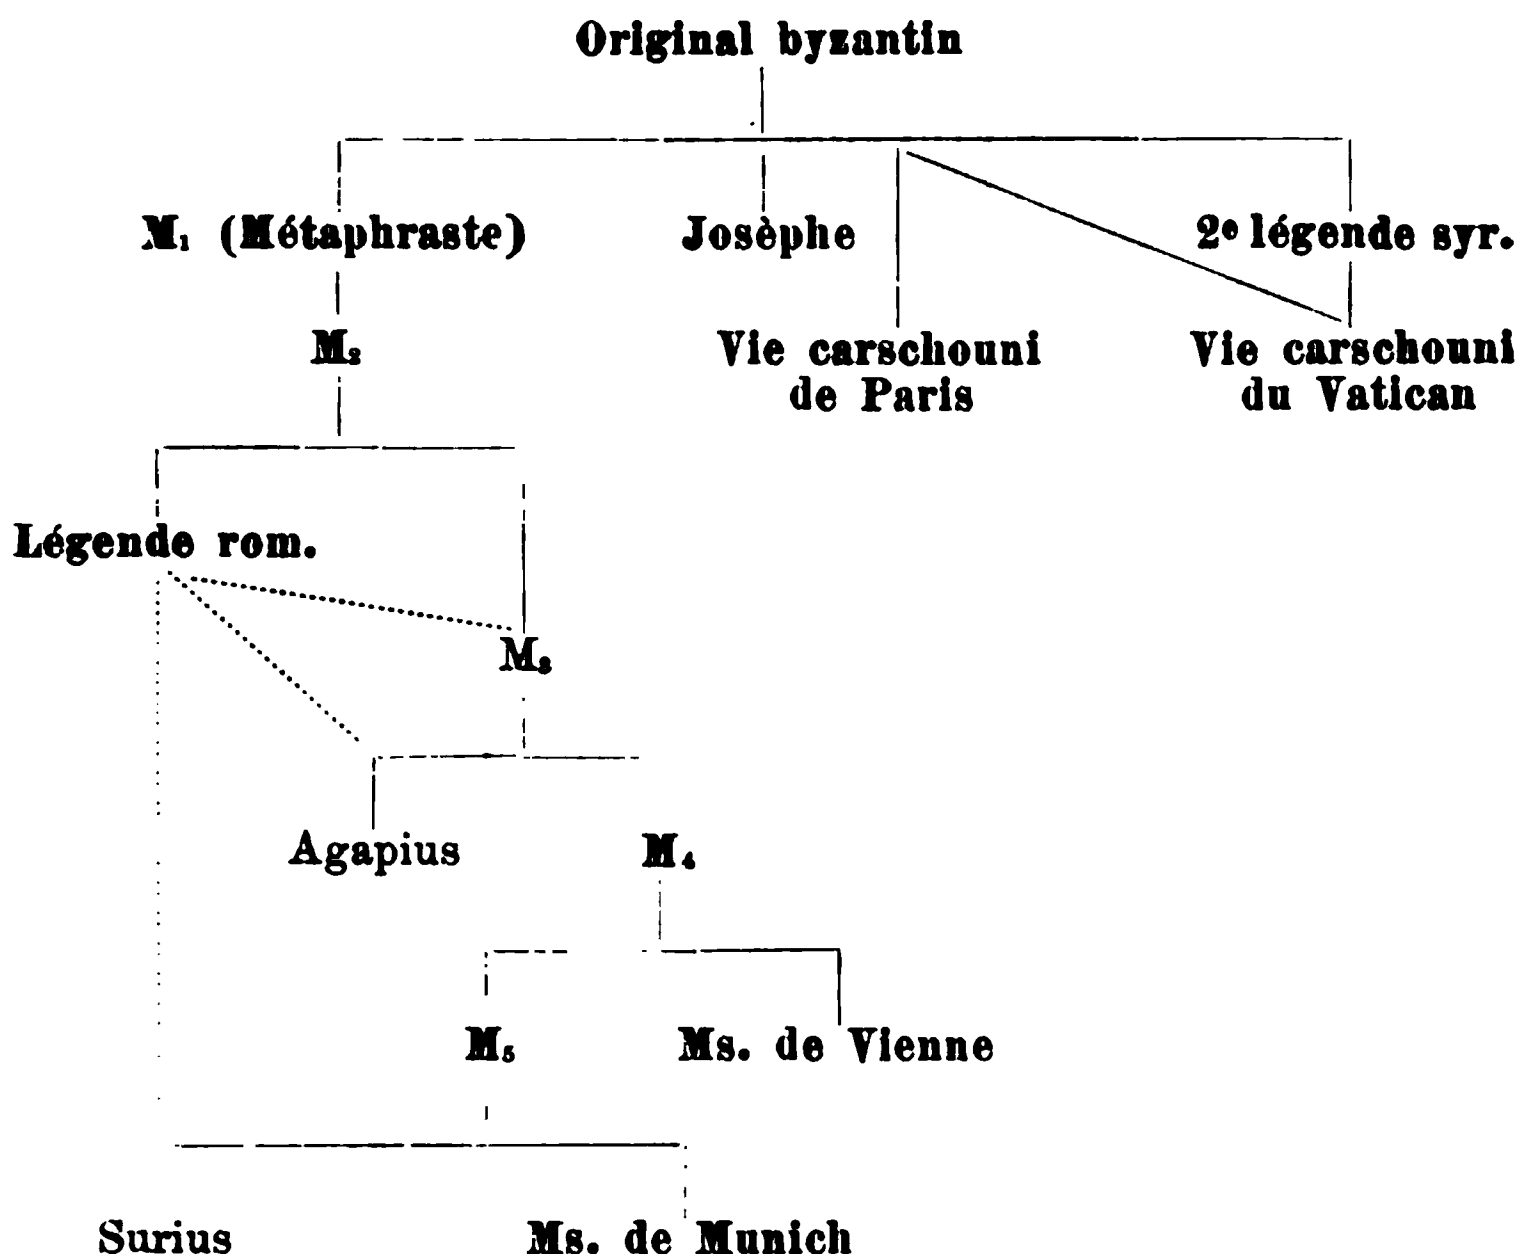 Original byzantin
M₁ (Métaphraste)
Josèphe
2e légende syr.
M₂
Vie carschouni
de Paris
Vie carschouni
du Vatican
Légende rom.
M₃
Agapius
M₄
M₅
Ms. de Vienne
Surius
Ms. de Munich